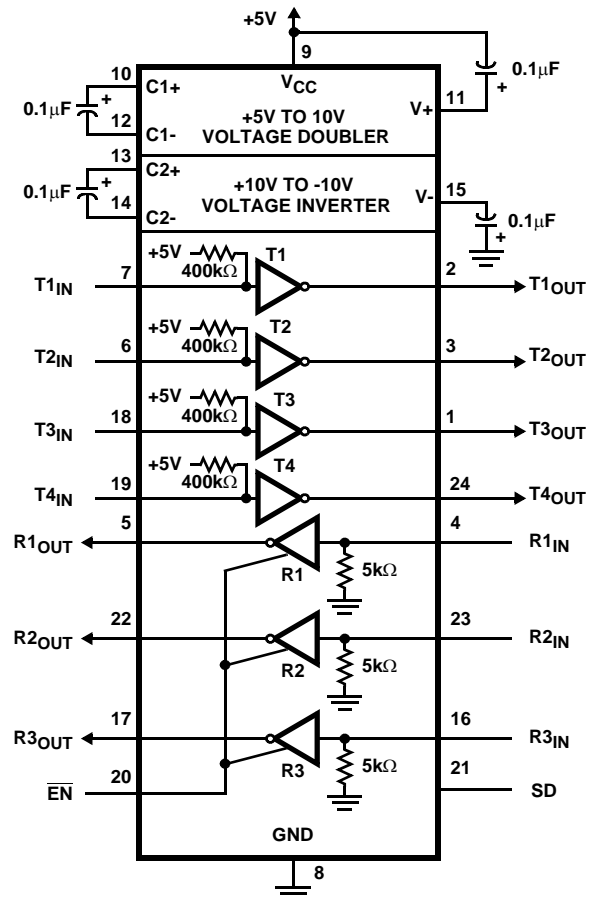 +5V
9
VCC
10
C1+
0.1μF
+
12
C1-
+5V TO 10V
VOLTAGE DOUBLER
V+
11
+
0.1μF
13
C2+
0.1μF
+
14
C2-
+10V TO -10V
VOLTAGE INVERTER
V-
15
0.1μF
+
+5V
400kΩ
T1
T1IN
7
2
T1OUT
+5V
400kΩ
T2
T2IN
6
3
T2OUT
+5V
400kΩ
T3
T3IN
18
1
T3OUT
+5V
400kΩ
T4
T4IN
19
24
T4OUT
R1OUT
5
R1
5kΩ
4
R1IN
R2OUT
22
R2
5kΩ
23
R2IN
R3OUT
17
R3
5kΩ
16
R3IN
20
E̅N̅
21
SD
GND
8